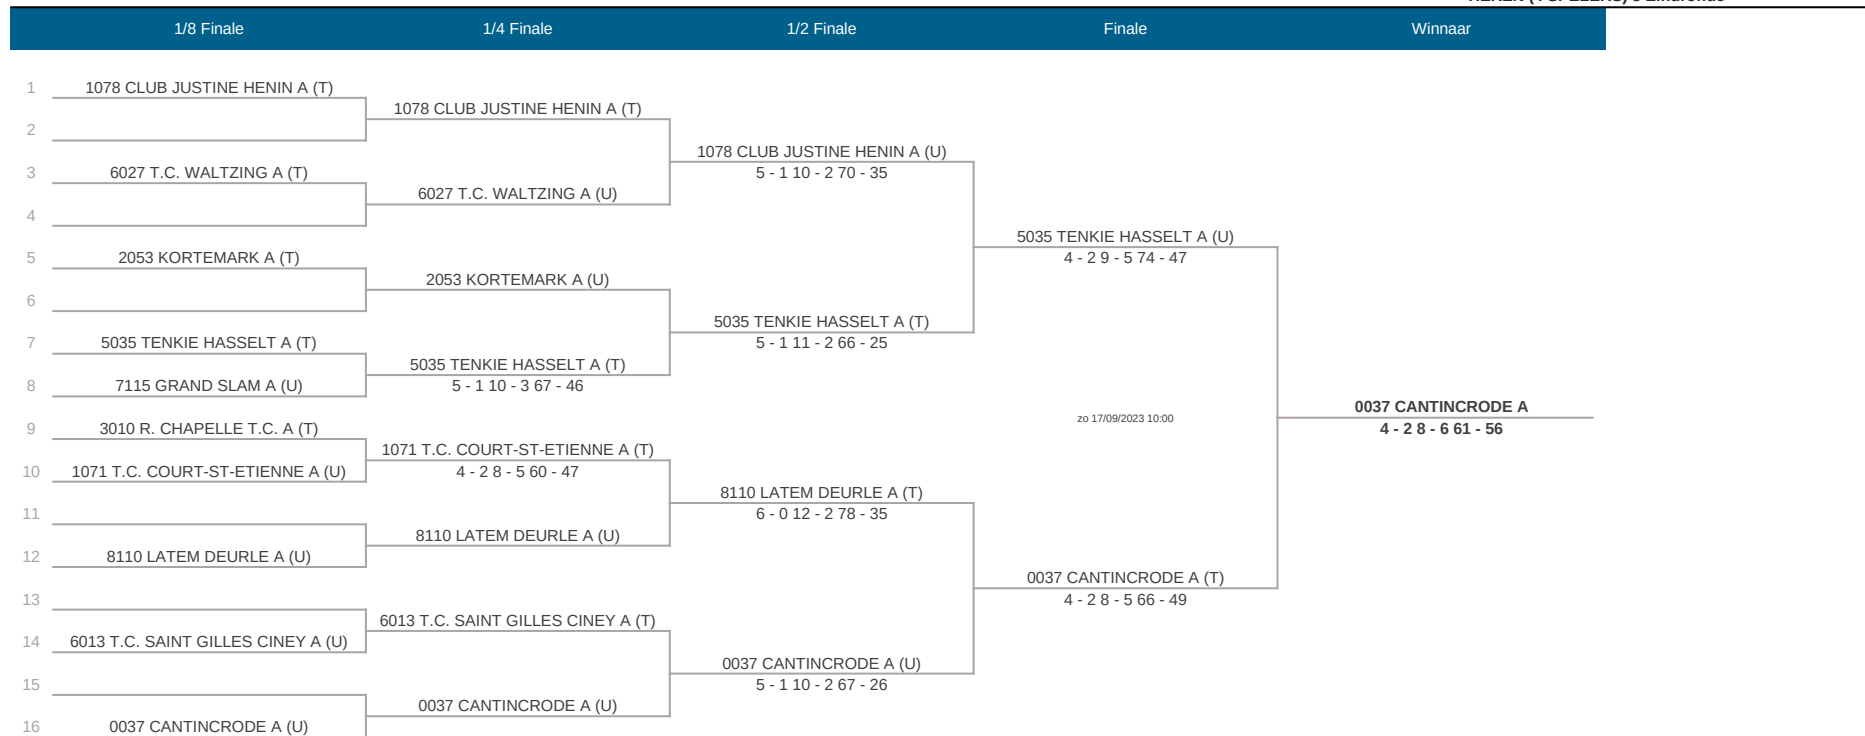 1/8 Finale 1/4 Finale 1/2 Finale Finale Winnaar
1 1078 CLUB JUSTINE HENIN A (T)
1078 CLUB JUSTINE HENIN A (T)
2
1078 CLUB JUSTINE HENIN A (U)
5 - 1 10 - 2 70 - 35
3 6027 T.C. WALTZING A (T)
6027 T.C. WALTZING A (U)
4
5035 TENKIE HASSELT A (U)
4 - 2 9 - 5 74 - 47
5 2053 KORTEMARK A (T)
2053 KORTEMARK A (U)
6
5035 TENKIE HASSELT A (T)
5 - 1 11 - 2 66 - 25
7 5035 TENKIE HASSELT A (T)
5035 TENKIE HASSELT A (T)
5 - 1 10 - 3 67 - 46
8 7115 GRAND SLAM A (U)
zo 17/09/2023 10:00
0037 CANTINCRODE A
4 - 2 8 - 6 61 - 56
9 3010 R. CHAPELLE T.C. A (T)
1071 T.C. COURT-ST-ETIENNE A (T)
4 - 2 8 - 5 60 - 47
10 1071 T.C. COURT-ST-ETIENNE A (U)
8110 LATEM DEURLE A (T)
6 - 0 12 - 2 78 - 35
11
8110 LATEM DEURLE A (U)
12 8110 LATEM DEURLE A (U)
0037 CANTINCRODE A (T)
4 - 2 8 - 5 66 - 49
13
6013 T.C. SAINT GILLES CINEY A (T)
14 6013 T.C. SAINT GILLES CINEY A (U)
0037 CANTINCRODE A (U)
5 - 1 10 - 2 67 - 26
15
0037 CANTINCRODE A (U)
16 0037 CANTINCRODE A (U)